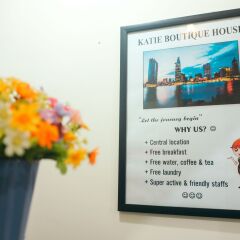 KATIE BOUTIQUE HOUSE
"Let the journey begin"
WHY US? ☺
+ Central location
+ Free breakfast
+ Free water, coffee & tea
+ Free laundry
+ Super active & friendly staffs
☺☺☺